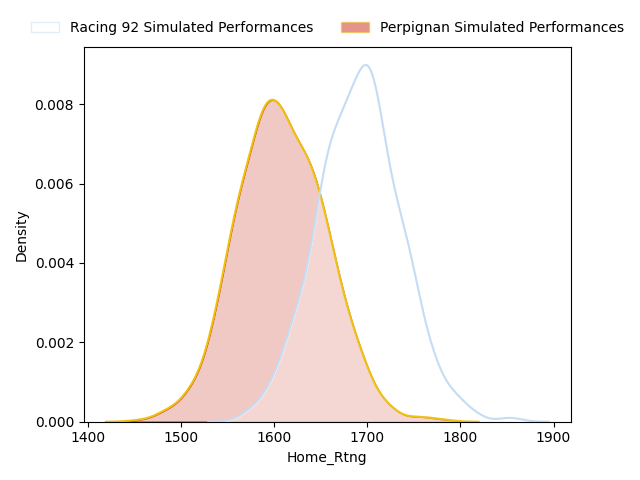 Racing 92 Simulated Performances
Perpignan Simulated Performances
0.008
0.006
0.004
0.002
0.000
Density
1400
1500
1600
1700
1800
1900
Home_Rtng